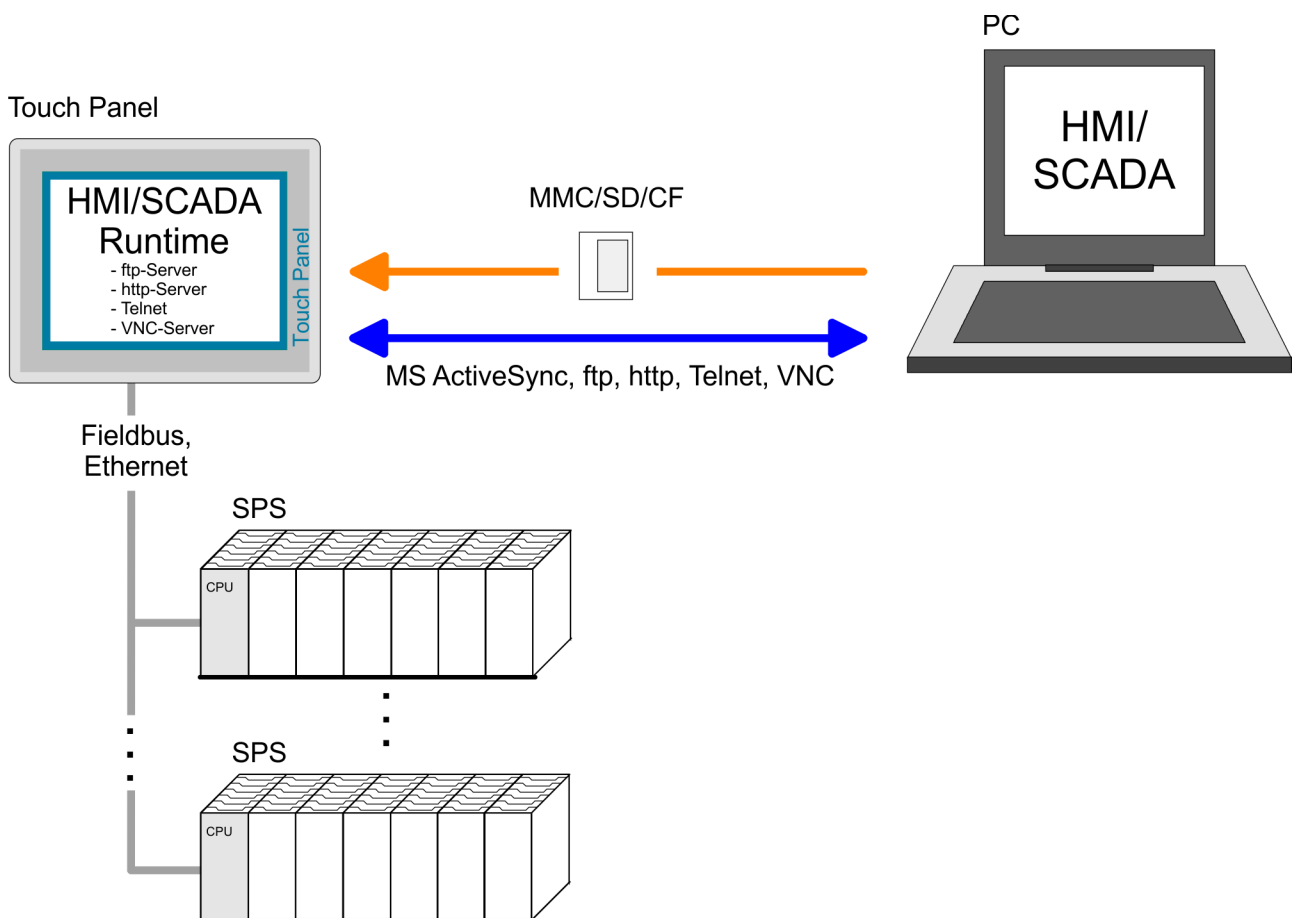 PC
Touch Panel
HMI/
SCADA
HMI/SCADA
Runtime
- ftp-Server
- http-Server
- Telnet
- VNC-Server
Touch Panel
MMC/SD/CF
MS ActiveSync, ftp, http, Telnet, VNC
Fieldbus,
Ethernet
SPS
CPU
SPS
CPU